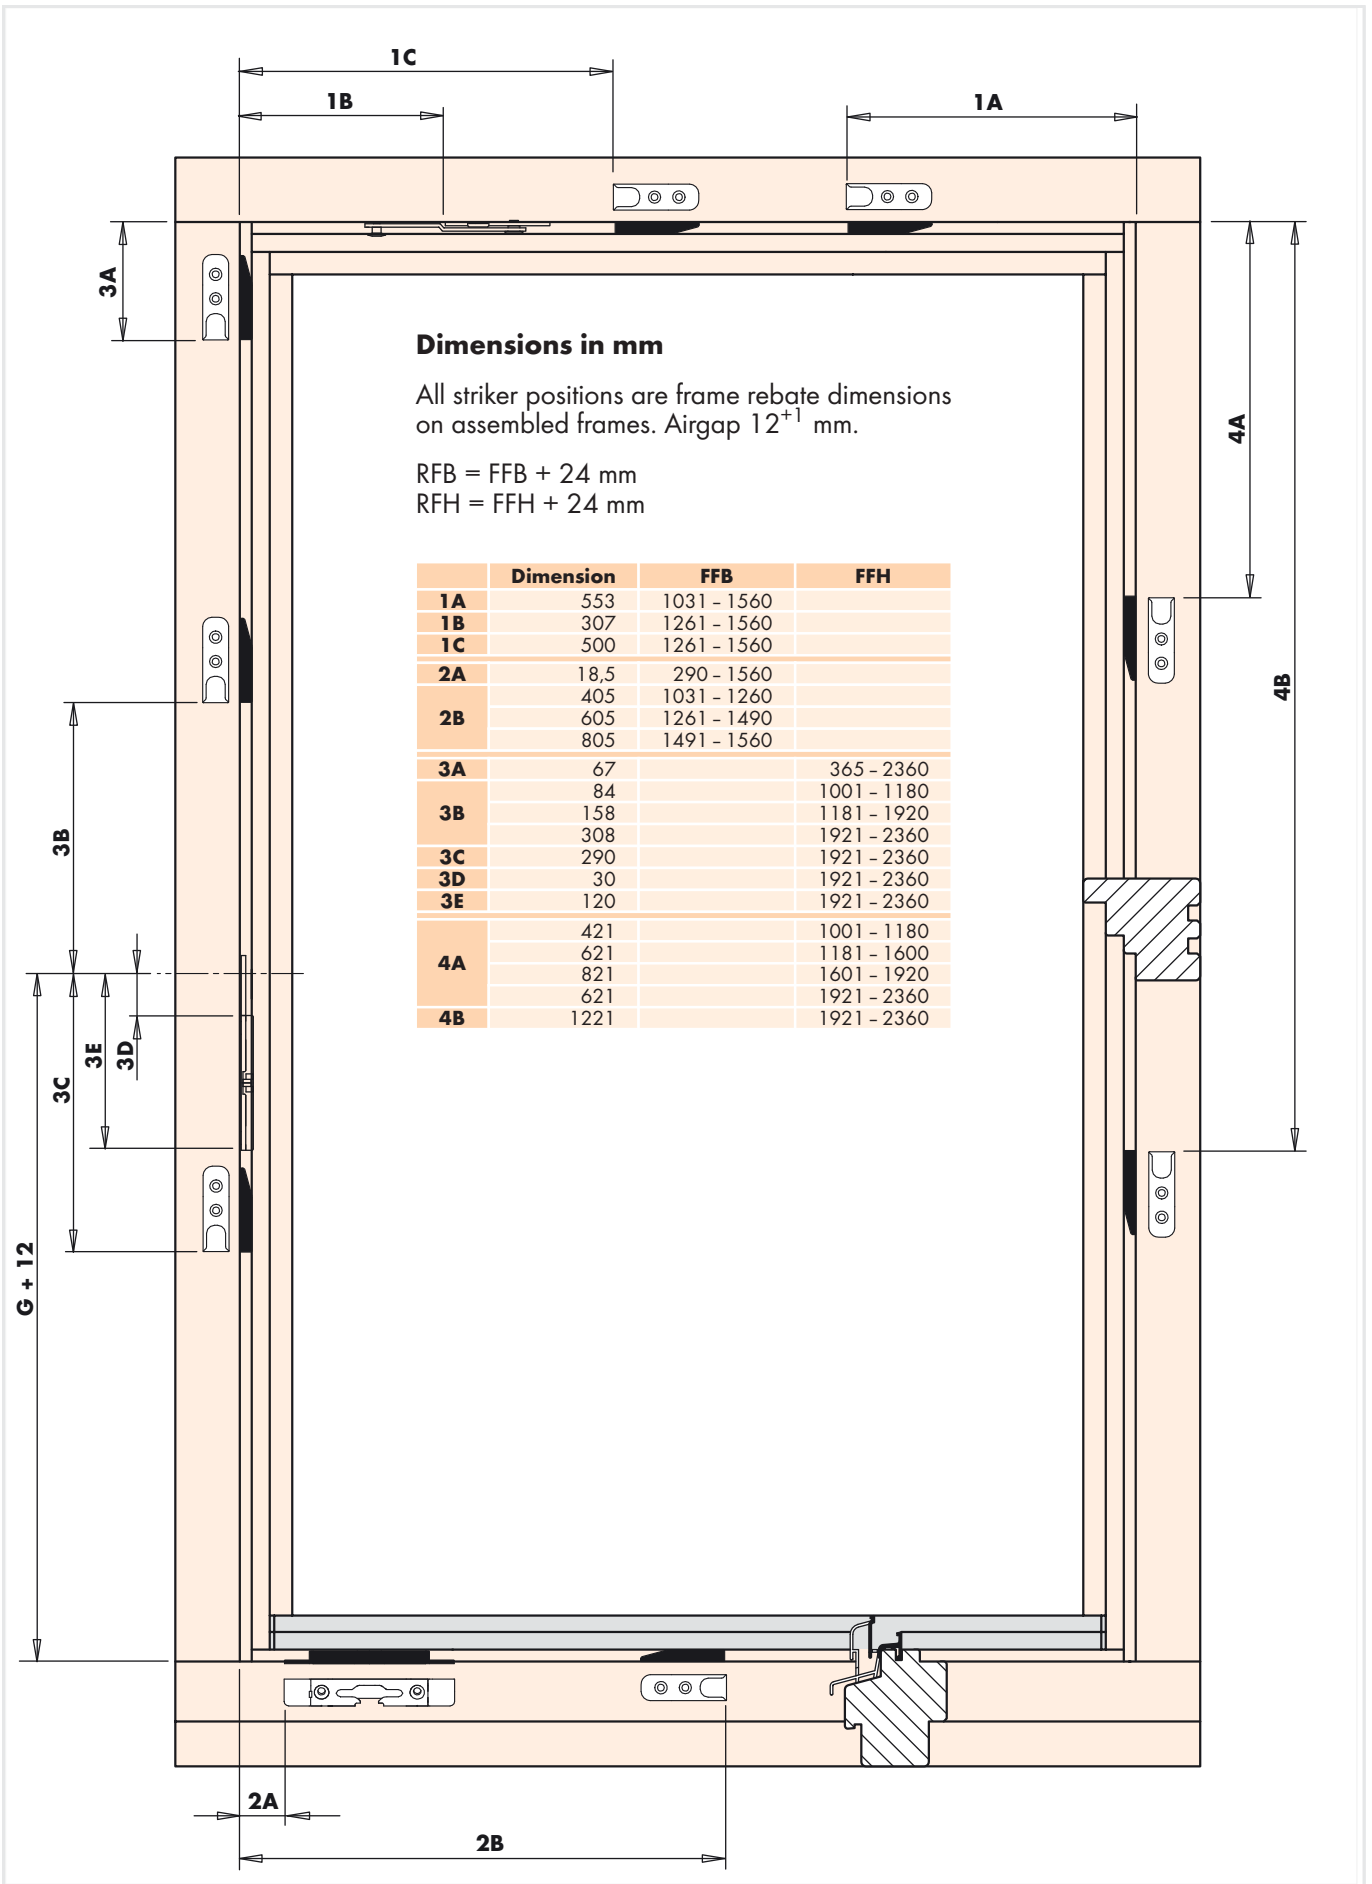 1C
1B
1A
3A
4A
4B
Dimensions in mm
All striker positions are frame rebate dimensions
on assembled frames. Airgap 12⁺¹ mm.
RFB = FFB + 24 mm
RFH = FFH + 24 mm
Dimension FFB FFH
1A 553 1031 – 1560
1B 307 1261 – 1560
1C 500 1261 – 1560
2A 18,5 290 – 1560
405 1031 – 1260
2B 605 1261 – 1490
805 1491 – 1560
3A 67 365 – 2360
84 1001 – 1180
3B 158 1181 – 1920
308 1921 – 2360
3C 290 1921 – 2360
3D 30 1921 – 2360
3E 120 1921 – 2360
421 1001 – 1180
4A 621 1181 – 1600
821 1601 – 1920
621 1921 – 2360
4B 1221 1921 – 2360
3B
3E
3D
3C
G + 12
2A
2B